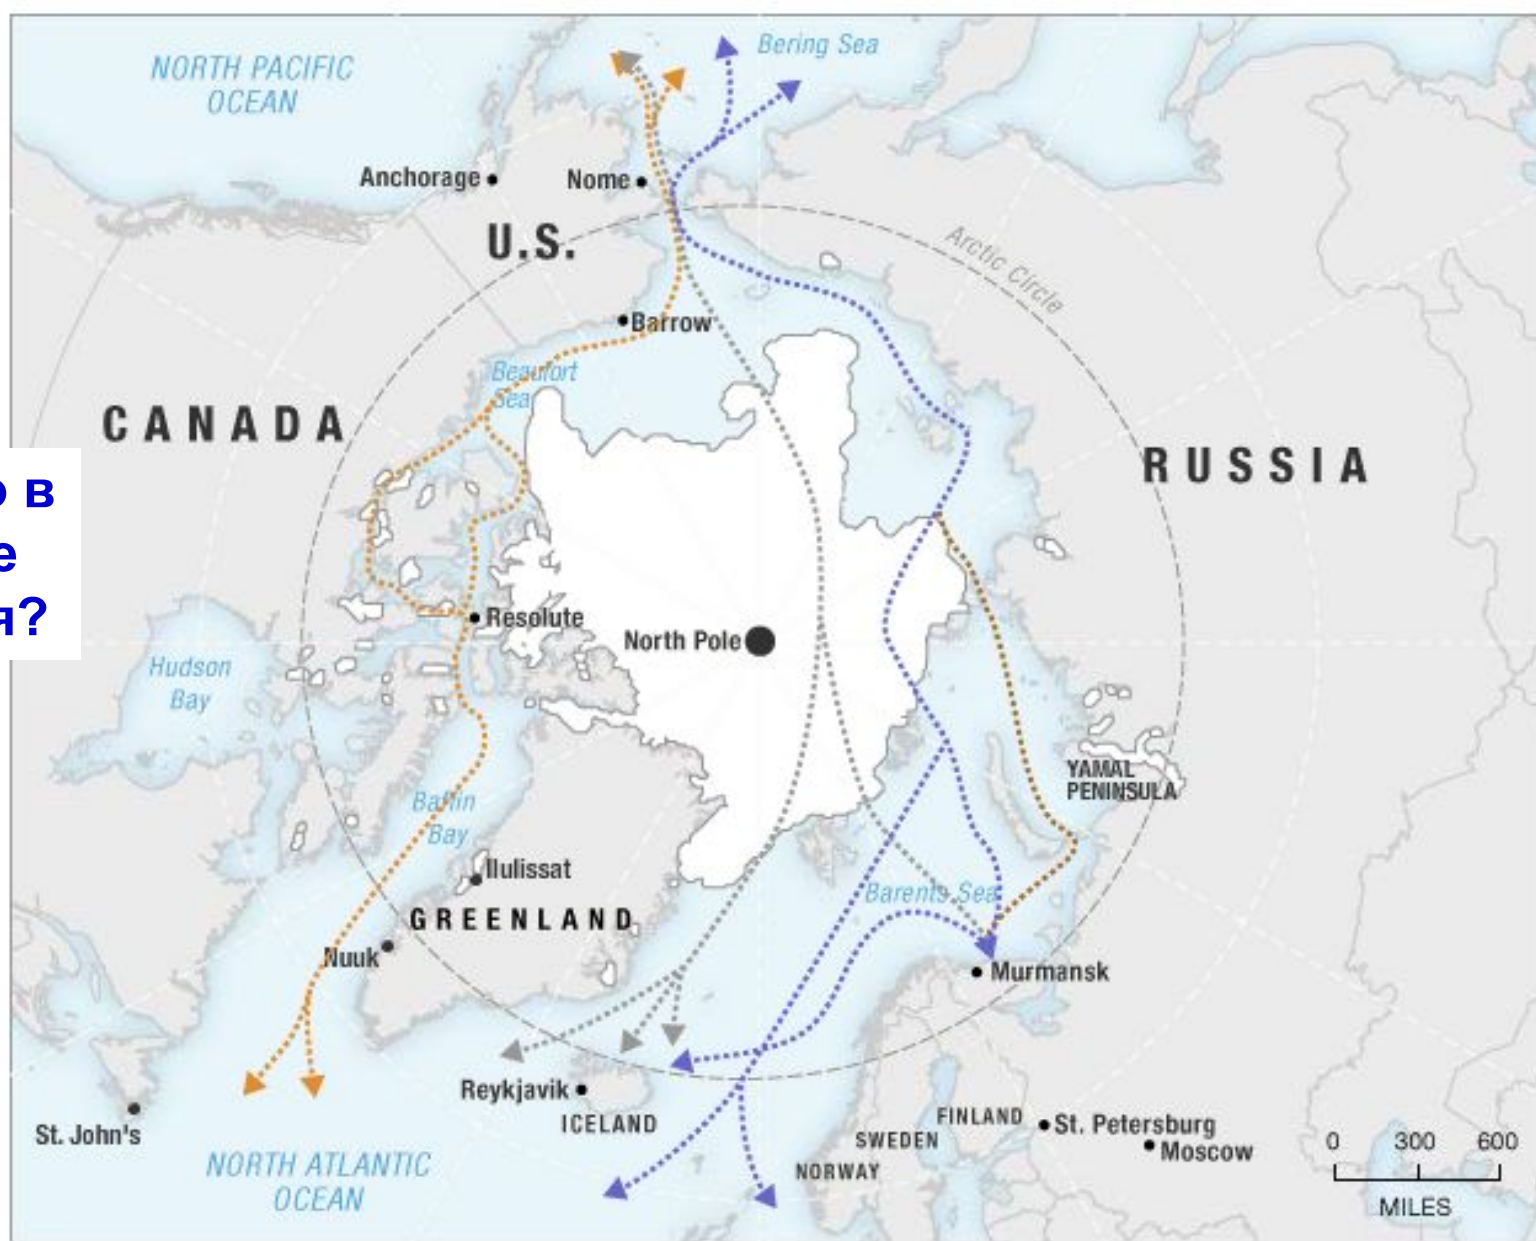 Bering Sea
NORTH PACIFIC
OCEAN
Anchorage
Nome
U.S.
Arctic Circle
Barrow
Beaufort
Sea
CANADA
RUSSIA
в
е
я?
Resolute
North Pole
Hudson
Bay
YAMAL
PENINSULA
Baffin
Bay
Ilulissat
Barents Sea
GREENLAND
Nuuk
Murmansk
Reykjavik
ICELAND
St. John's
FINLAND
St. Petersburg
SWEDEN
Moscow
NORWAY
NORTH ATLANTIC
OCEAN
0 300 600
MILES